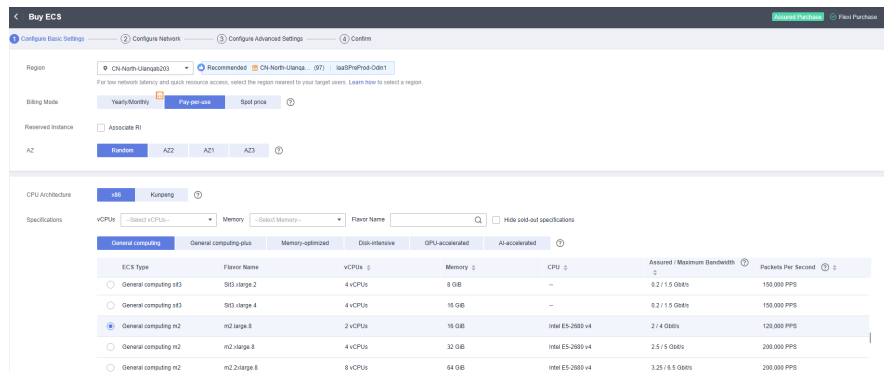 < Buy ECS Assured Purchase Flexi Purchase
1 Configure Basic Settings 2 Configure Network 3 Configure Advanced Settings 4 Confirm
Region CN-North-Ulanqab203 Recommended CN-North-Ulanqa... (97) IaaSPreProd-Odin1
For low network latency and quick resource access, select the region nearest to your target users. Learn how to select a region.
Billing Mode Yearly/Monthly Pay-per-use Spot price ?
Reserved Instance Associate RI
AZ Random AZ2 AZ1 AZ3 ?
CPU Architecture x86 Kunpeng ?
Specifications vCPUs --Select vCPUs-- Memory --Select Memory-- Flavor Name Hide sold-out specifications
General computing General computing-plus Memory-optimized Disk-intensive GPU-accelerated AI-accelerated ?
ECS Type Flavor Name vCPUs Memory CPU Assured / Maximum Bandwidth ? Packets Per Second ?
General computing sit3 Sit3.xlarge.2 4 vCPUs 8 GiB -- 0.2 / 1.5 Gbit/s 150,000 PPS
General computing sit3 Sit3.xlarge.4 4 vCPUs 16 GiB -- 0.2 / 1.5 Gbit/s 150,000 PPS
General computing m2 m2.large.8 2 vCPUs 16 GiB Intel E5-2680 v4 2 / 4 Gbit/s 120,000 PPS
General computing m2 m2.xlarge.8 4 vCPUs 32 GiB Intel E5-2680 v4 2.5 / 5 Gbit/s 200,000 PPS
General computing m2 m2.2xlarge.8 8 vCPUs 64 GiB Intel E5-2680 v4 3.25 / 6.5 Gbit/s 200,000 PPS